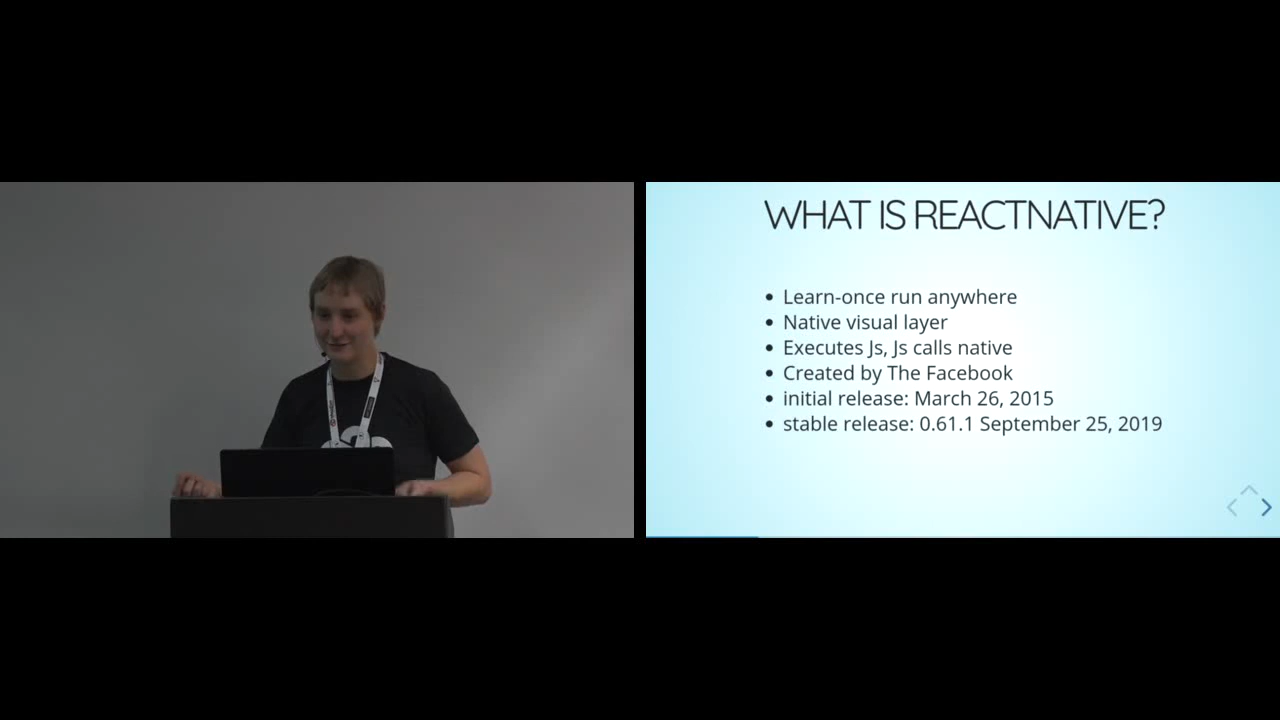 WHAT IS REACTNATIVE?
Learn-once run anywhere
Native visual layer
Executes Js, Js calls native
Created by The Facebook
initial release: March 26, 2015
stable release: 0.61.1 September 25, 2019